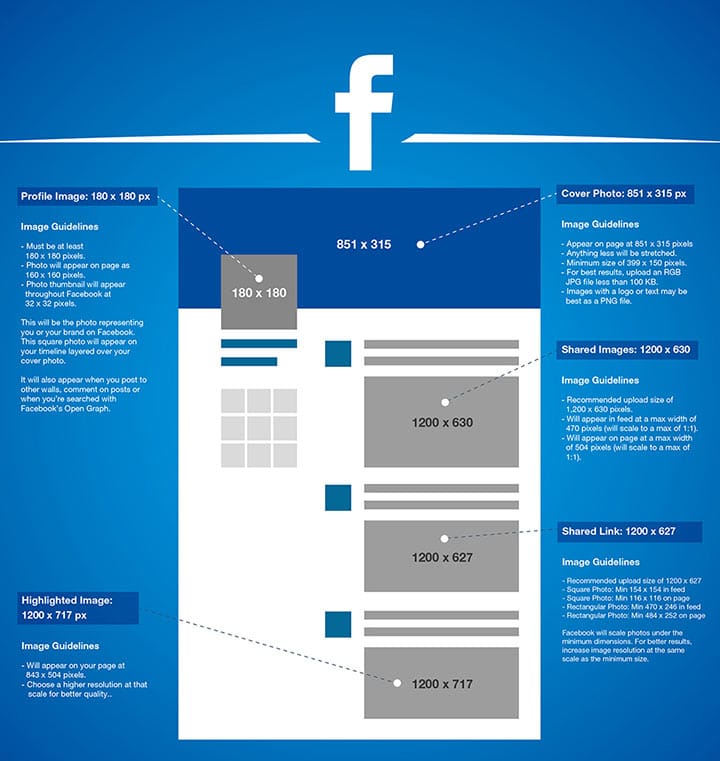 f
Profile Image: 180 x 180 px
Image Guidelines
- Must be at least
180 x 180 pixels.
- Photo will appear on page as
160 x 160 pixels.
- Photo thumbnail will appear
throughout Facebook at
32 x 32 pixels.
This will be the photo representing
you or your brand on Facebook.
This square photo will appear on
your timeline layered over your
cover photo.
It will also appear when you post to
other walls, comment on posts or
when you're searched with
Facebook's Open Graph.
851 x 315
180 x 180
Cover Photo: 851 x 315 px
Image Guidelines
- Appear on page at 851 x 315 pixels
- Anything less will be stretched.
- Minimum size of 399 x 150 pixels.
- For best results, upload an RGB
JPG file less than 100 KB.
- Images with a logo or text may be
best as a PNG file.
Shared Images: 1200 x 630
Image Guidelines
- Recommended upload size of
1,200 x 630 pixels.
- Will appear in feed at a max width of
470 pixels (will scale to a max of 1:1).
- Will appear on page at a max width
of 504 pixels (will scale to a max of
1:1).
1200 x 630
1200 x 627
Shared Link: 1200 x 627
Image Guidelines
- Recommended upload size of 1200 x 627
- Square Photo: Min 154 x 154 in feed
- Square Photo: Min 116 x 116 on page
- Rectangular Photo: Min 470 x 246 in feed
- Rectangular Photo: Min 484 x 252 on page
Facebook will scale photos under the
minimum dimensions. For better results,
increase image resolution at the same
scale as the minimum size.
Highlighted Image:
1200 x 717 px
Image Guidelines
- Will appear on your page at
843 x 504 pixels.
- Choose a higher resolution at that
scale for better quality..
1200 x 717